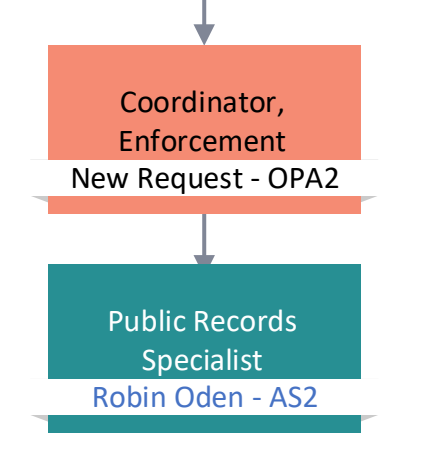 Coordinator,
Enforcement
New Request - OPA2
Public Records
Specialist
Robin Oden - AS2